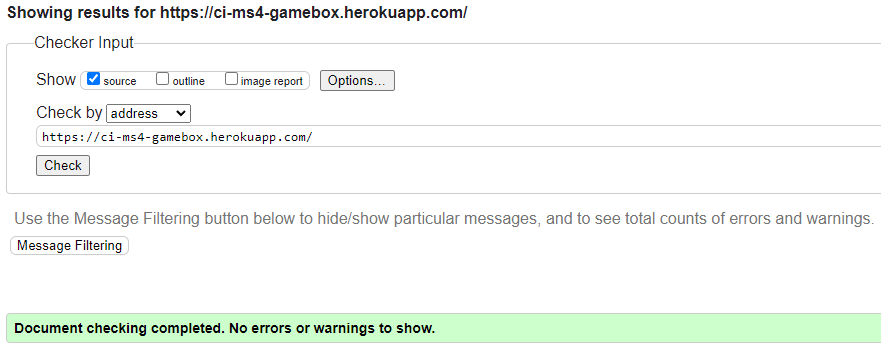 Showing results for https://ci-ms4-gamebox.herokuapp.com/
Checker Input
Show source outline image report Options...
Check by address
https://ci-ms4-gamebox.herokuapp.com/
Check
Use the Message Filtering button below to hide/show particular messages, and to see total counts of errors and warnings.
Message Filtering
Document checking completed. No errors or warnings to show.